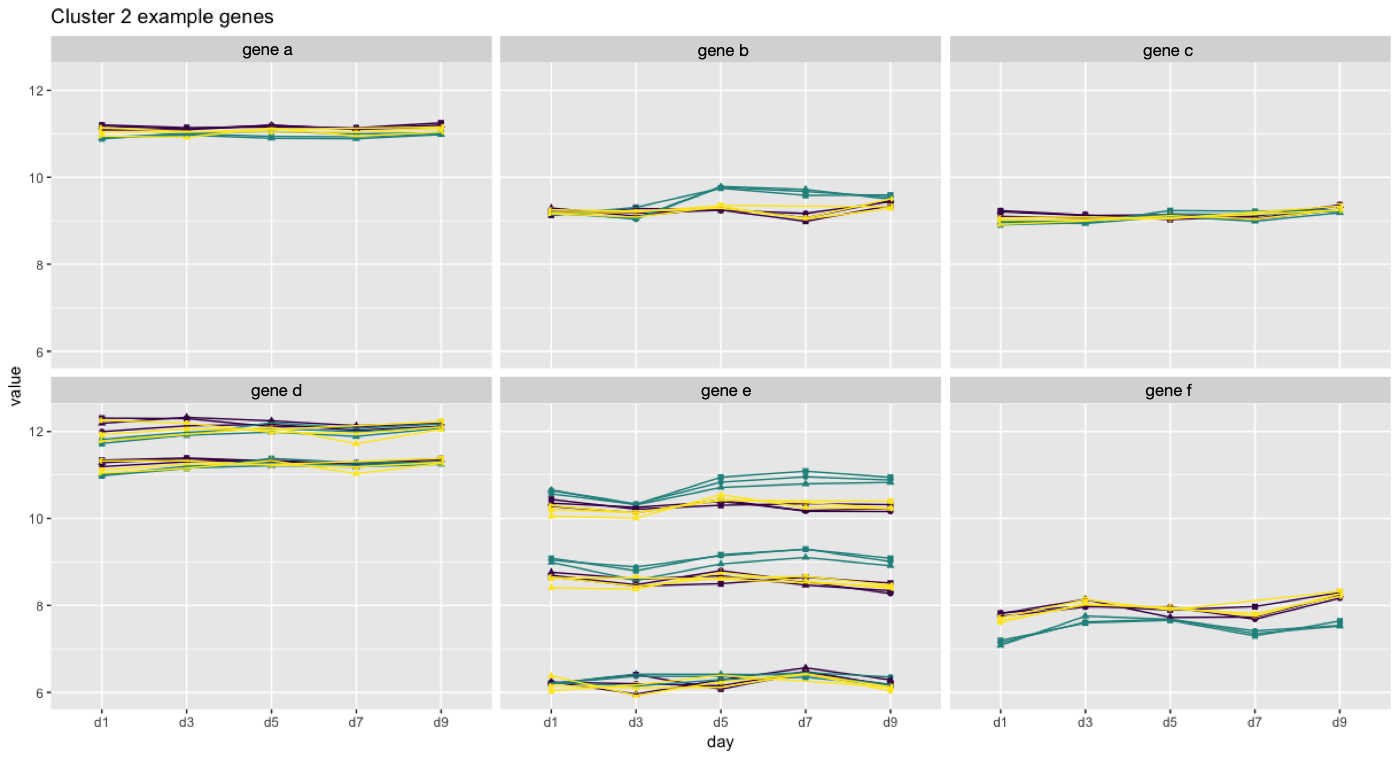 Cluster 2 example genes
gene a
gene b
gene c
12
10
8
6
value
gene d
gene e
gene f
12
10
8
6
d1 d3 d5 d7 d9
d1 d3 d5 d7 d9
d1 d3 d5 d7 d9
day